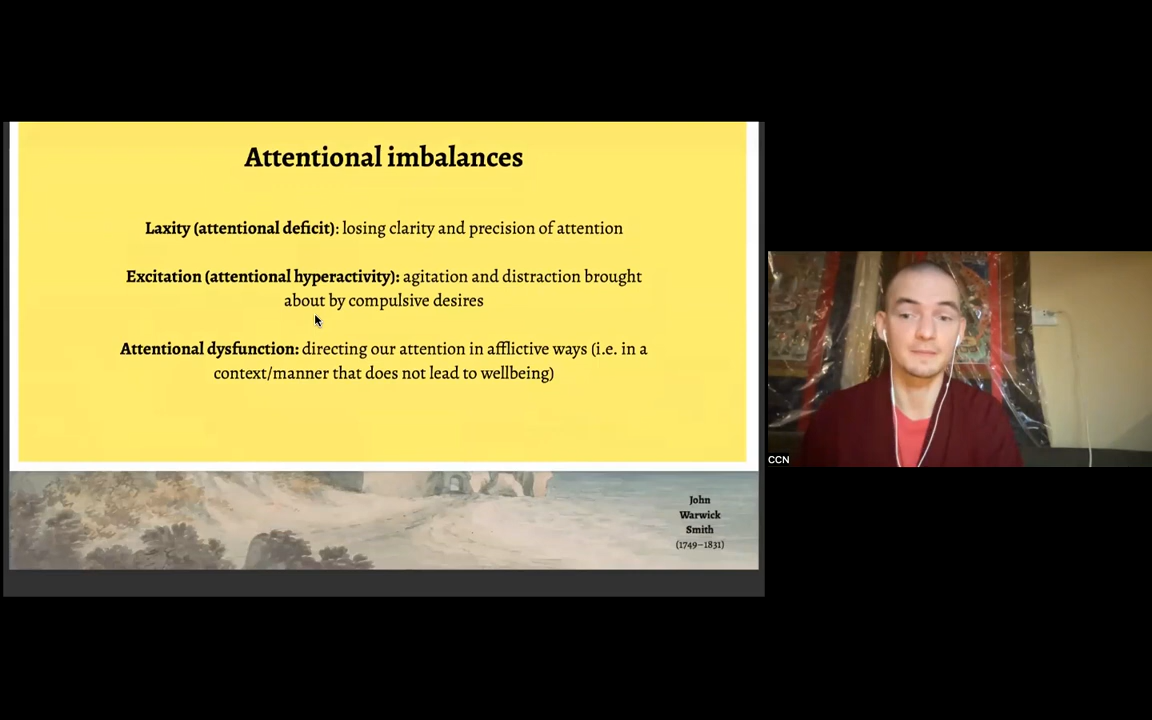 Attentional imbalances
Laxity (attentional deficit): losing clarity and precision of attention
Excitation (attentional hyperactivity): agitation and distraction brought
about by compulsive desires
Attentional dysfunction: directing our attention in afflictive ways (i.e. in a
context/manner that does not lead to wellbeing)
John
Warwick
Smith
(1749–1831)
CCN